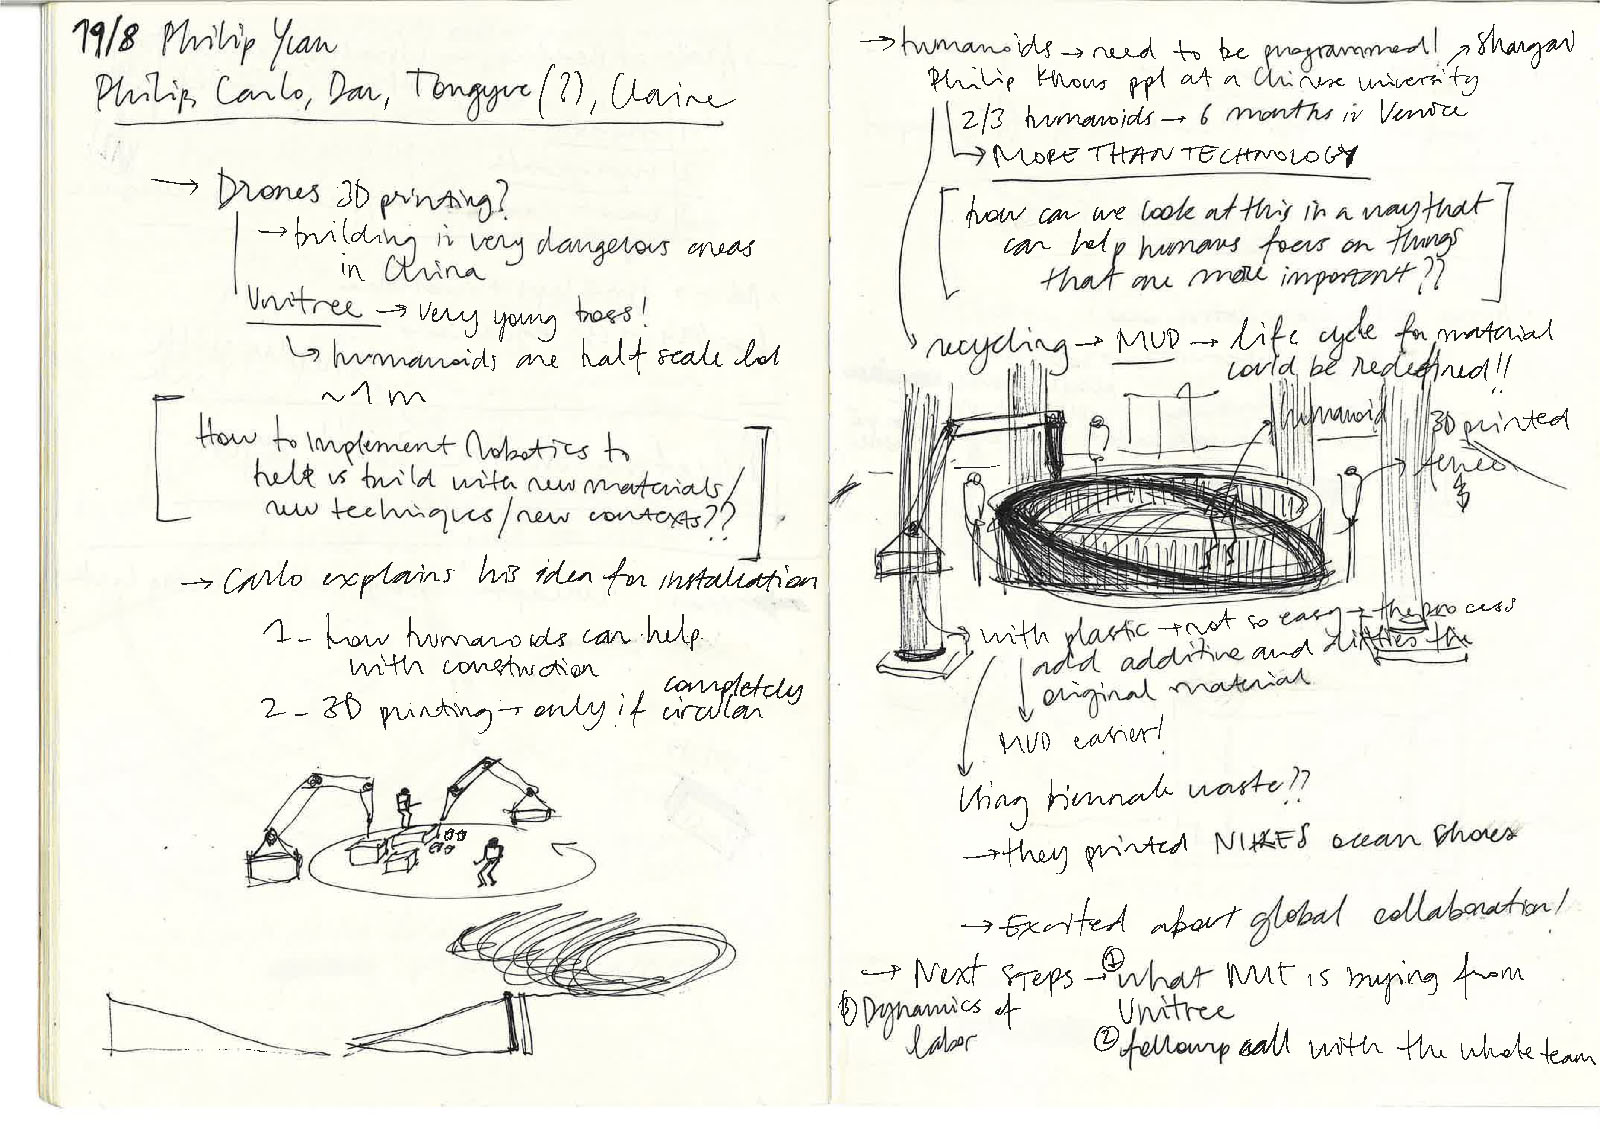 19/8 Philip Yuan
Philip, Carlo, Dan, Tongyue (?), Claire
→ Drones 3D printing?
→ building in very dangerous areas
in China
Unitree → very young boss!
↳ humanoids are half scale lol
~1 m
[How to implement Robotics to
help us build with new materials/
new techniques/new contexts??].
→ Carlo explains his idea for installation
1 - how humanoids can help
with construction
completely
2 - 3D printing → only if circular
→ humanoids → need to be programmed! ↗ Shangai
Philip knows ppl at a Chinese university
2/3 humanoids → 6 months in Venice
↳ MORE THAN TECHNOLOGY
[how can we look at this in a way that
can help humans focus on things
that are more important??]
recycling → MUD → life cycle for material
could be redefined!!
humanoid
3D printed
fence
with plastic → not so easy → the process
add additive and dirties the
original material
MUD easier!
Using biennale waste??
→ they printed NIKES ocean shoes
→ Excited about global collaboration!
→ Next steps → ① what MIT is buying from
Unitree
③ Dynamics of
labor
② followup call with the whole team